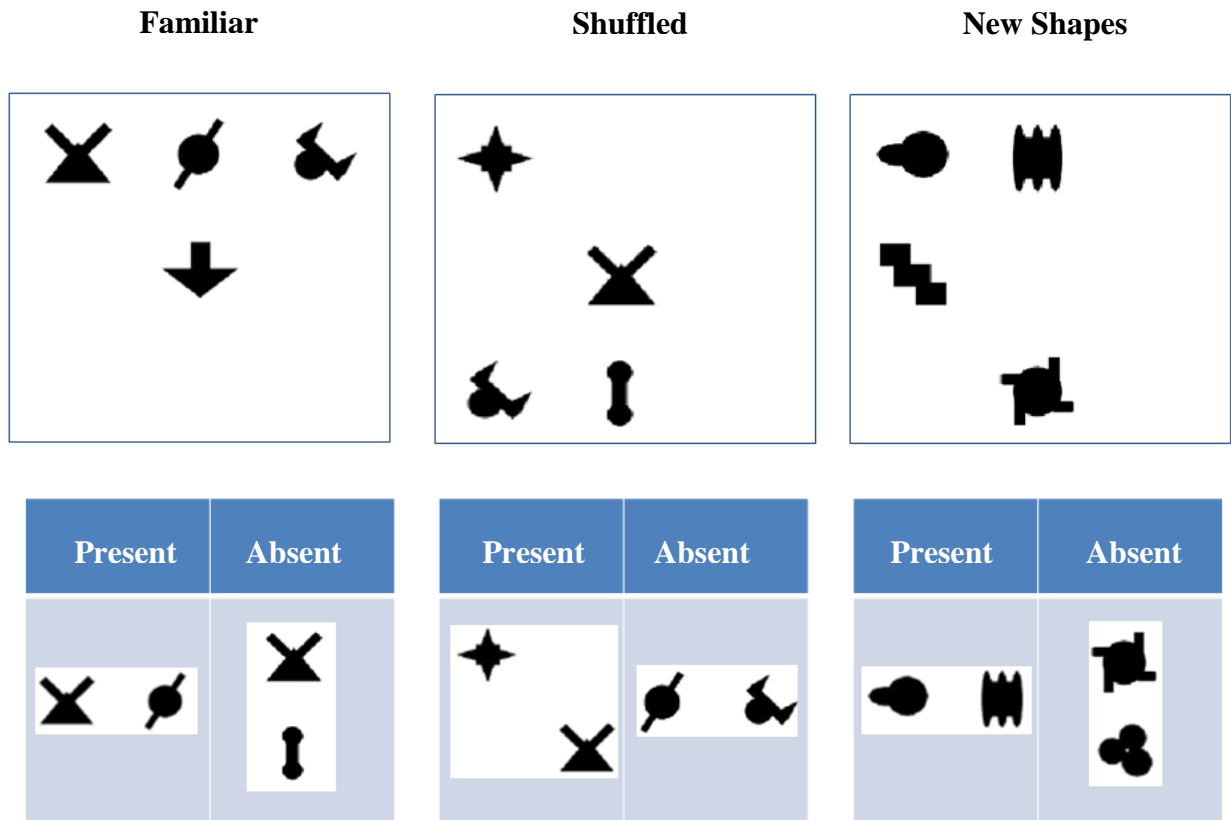 Familiar
Shuffled
New Shapes
Present
Absent
Present
Absent
Present
Absent